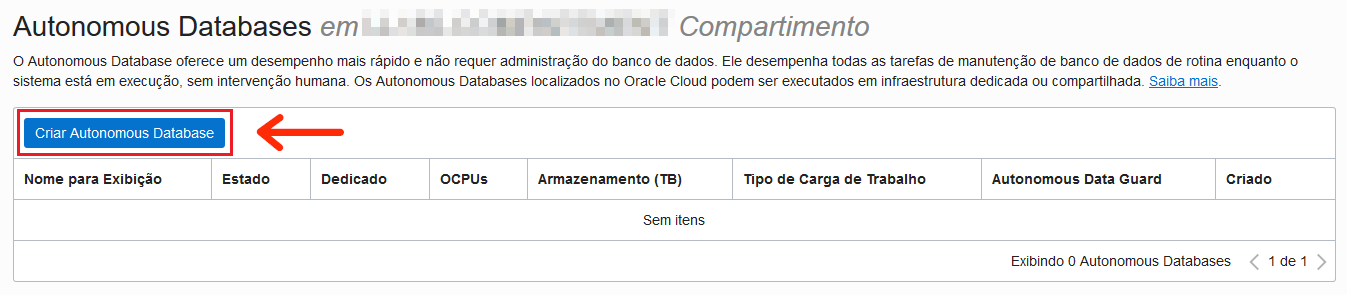 Autonomous Databases em Compartimento
O Autonomous Database oferece um desempenho mais rápido e não requer administração do banco de dados. Ele desempenha todas as tarefas de manutenção de banco de dados de rotina enquanto o
sistema está em execução, sem intervenção humana. Os Autonomous Databases localizados no Oracle Cloud podem ser executados em infraestrutura dedicada ou compartilhada. Saiba mais.
Criar Autonomous Database
Nome para Exibição Estado Dedicado OCPUs Armazenamento (TB) Tipo de Carga de Trabalho Autonomous Data Guard Criado
Sem itens
Exibindo 0 Autonomous Databases 1 de 1